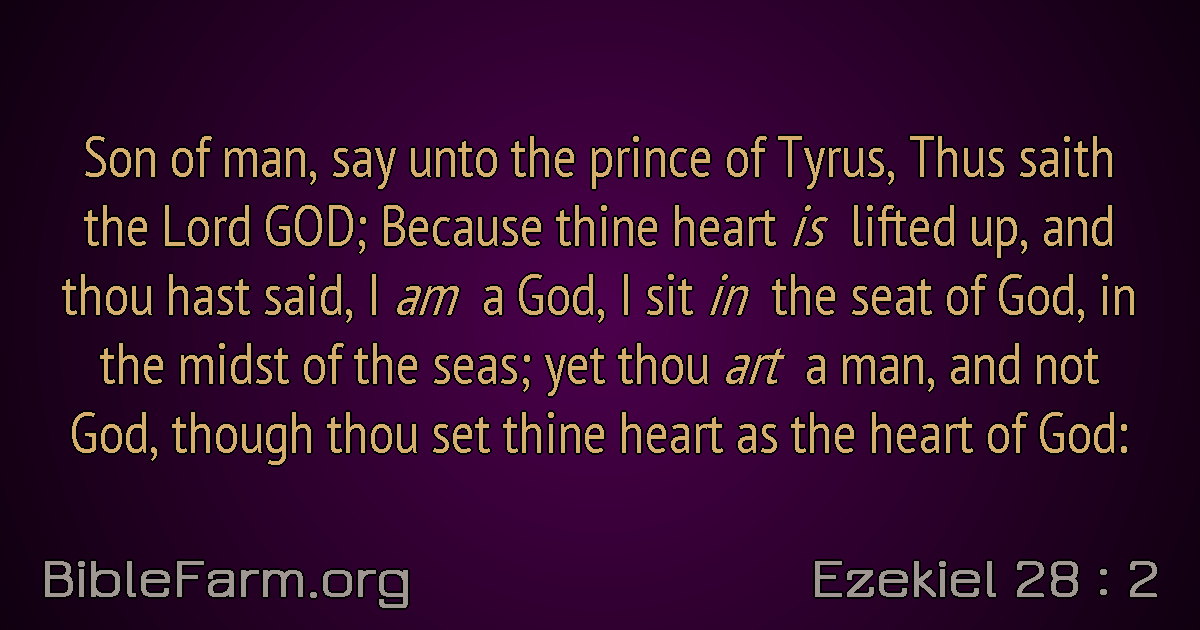 Son of man, say unto the prince of Tyrus, Thus saith
the Lord GOD; Because thine heart is lifted up, and
thou hast said, I am a God, I sit in the seat of God, in
the midst of the seas; yet thou art a man, and not
God, though thou set thine heart as the heart of God:
BibleFarm.org
Ezekiel 28 : 2